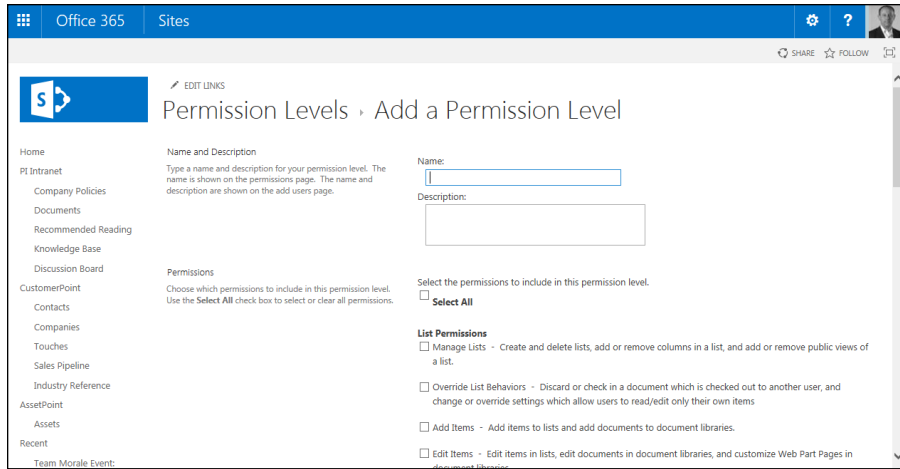 Office 365 Sites ?
SHARE FOLLOW
S
EDIT LINKS
Permission Levels › Add a Permission Level
Home
PI Intranet
Company Policies
Documents
Recommended Reading
Knowledge Base
Discussion Board
CustomerPoint
Contacts
Companies
Touches
Sales Pipeline
Industry Reference
AssetPoint
Assets
Recent
Team Morale Event:
Name and Description
Type a name and description for your permission level. The
name is shown on the permissions page. The name and
description are shown on the add users page.
Name:
Description:
Permissions
Choose which permissions to include in this permission level.
Use the Select All check box to select or clear all permissions.
Select the permissions to include in this permission level.
Select All
List Permissions
Manage Lists - Create and delete lists, add or remove columns in a list, and add or remove public views of
a list.
Override List Behaviors - Discard or check in a document which is checked out to another user, and
change or override settings which allow users to read/edit only their own items
Add Items - Add items to lists and add documents to document libraries.
Edit Items - Edit items in lists, edit documents in document libraries, and customize Web Part Pages in
document libraries.